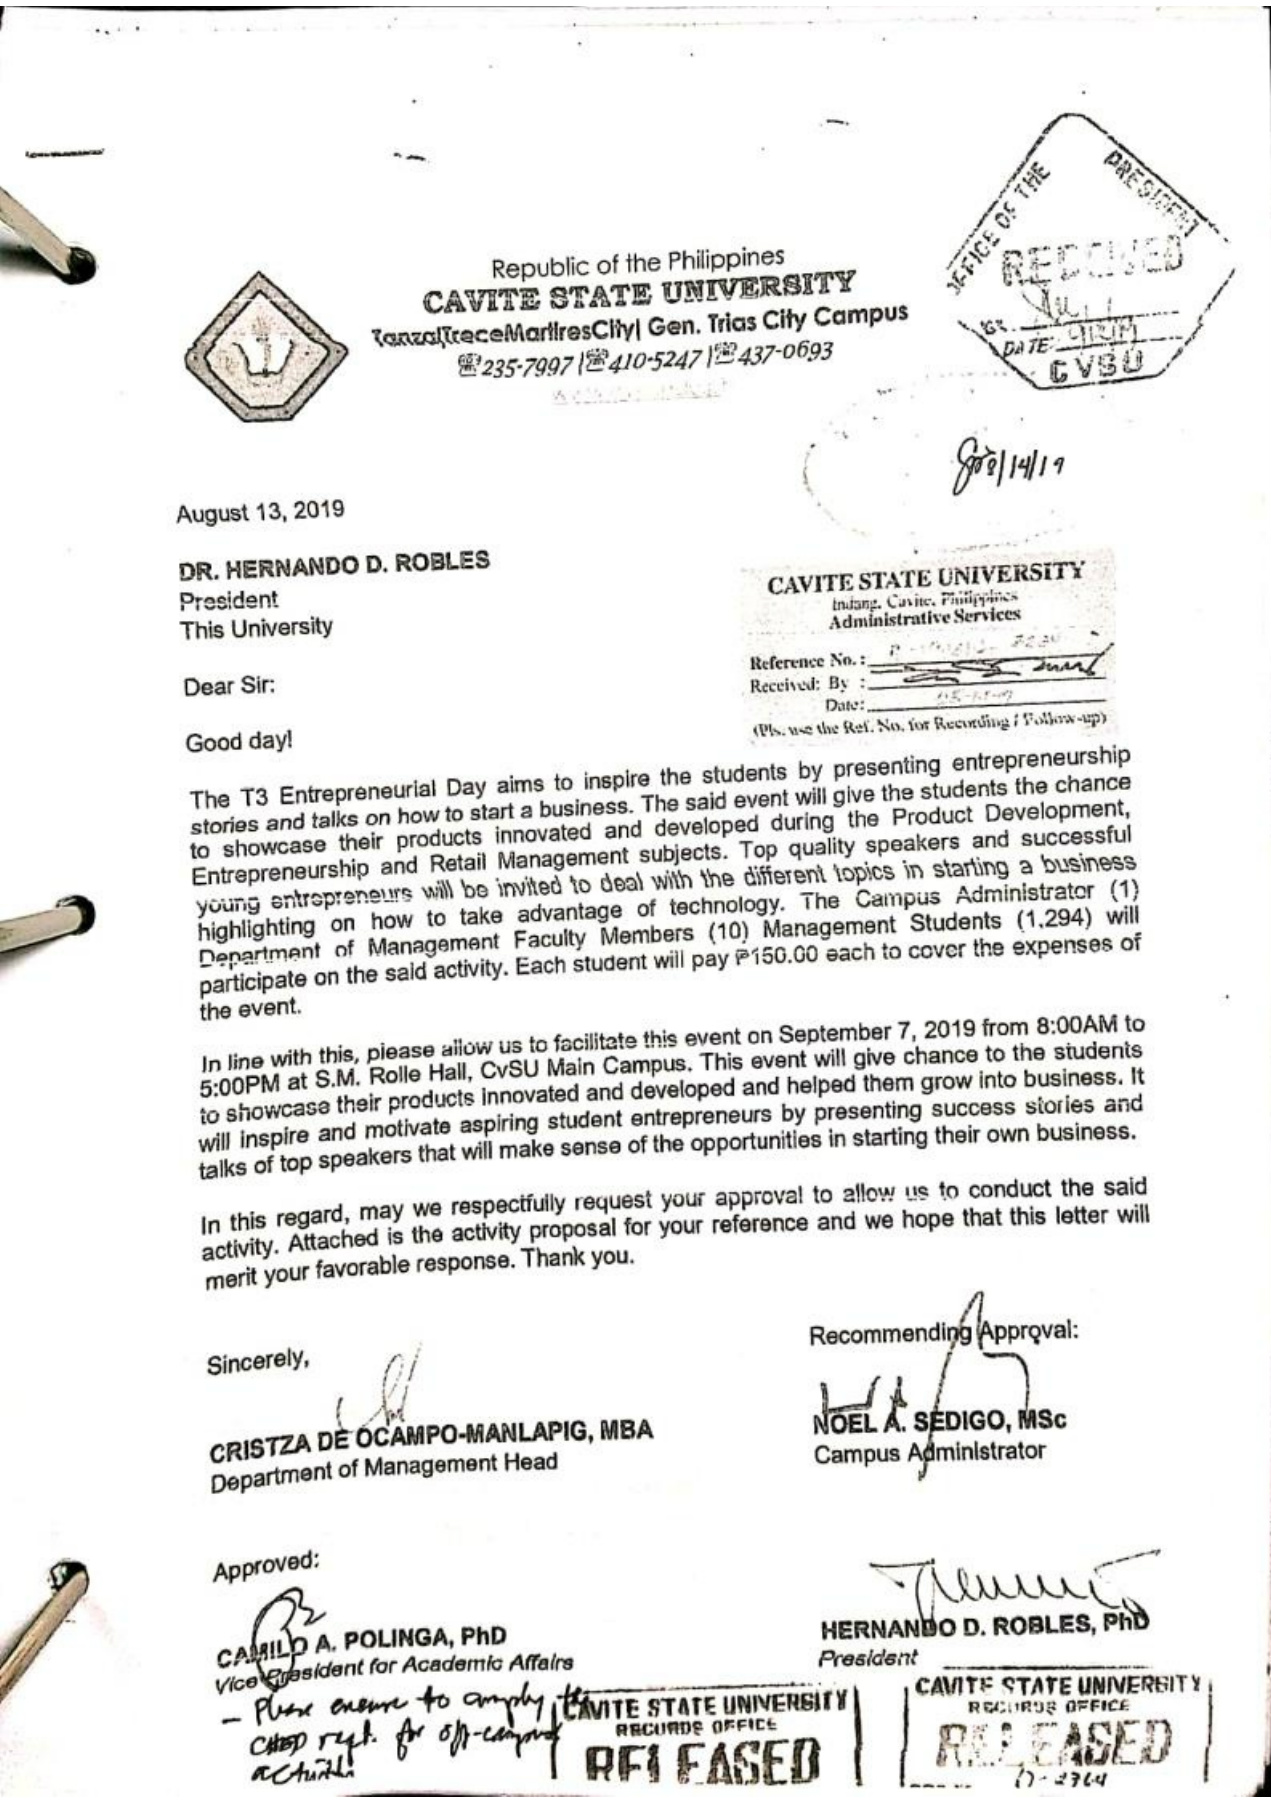 OFFICE OF THE PRESIDENT
RECEIVED
DATE:
CVSU
Republic of the Philippines
CAVITE STATE UNIVERSITY
Tanza|TreceMartiresCity| Gen. Trias City Campus
☏235-7997|☏410-5247|☏437-0693
8/14/19
August 13, 2019
DR. HERNANDO D. ROBLES
President
This University
CAVITE STATE UNIVERSITY
Indang, Cavite, Philippines
Administrative Services
Reference No. :
Received: By :
Date:
(Pls. use the Ref. No. for Recording / Follow-up)
Dear Sir:
Good day!
The T3 Entrepreneurial Day aims to inspire the students by presenting entrepreneurship
stories and talks on how to start a business. The said event will give the students the chance
to showcase their products innovated and developed during the Product Development,
Entrepreneurship and Retail Management subjects. Top quality speakers and successful
young entrepreneurs will be invited to deal with the different topics in starting a business
highlighting on how to take advantage of technology. The Campus Administrator (1)
Department of Management Faculty Members (10) Management Students (1,294) will
participate on the said activity. Each student will pay ₱150.00 each to cover the expenses of
the event.
In line with this, please allow us to facilitate this event on September 7, 2019 from 8:00AM to
5:00PM at S.M. Rolle Hall, CvSU Main Campus. This event will give chance to the students
to showcase their products innovated and developed and helped them grow into business. It
will inspire and motivate aspiring student entrepreneurs by presenting success stories and
talks of top speakers that will make sense of the opportunities in starting their own business.
In this regard, may we respectfully request your approval to allow us to conduct the said
activity. Attached is the activity proposal for your reference and we hope that this letter will
merit your favorable response. Thank you.
Sincerely,
CRISTZA DE OCAMPO-MANLAPIG, MBA
Department of Management Head
Recommending Approval:
NOEL A. SEDIGO, MSc
Campus Administrator
Approved:
CAMILO A. POLINGA, PhD
Vice President for Academic Affairs
HERNANDO D. ROBLES, PhD
President
- Please ensure to comply the
CHED reqt. for off-campus
activities
CAVITE STATE UNIVERSITY
RECORDS OFFICE
RELEASED
CAVITE STATE UNIVERSITY
RECORDS OFFICE
RELEASED